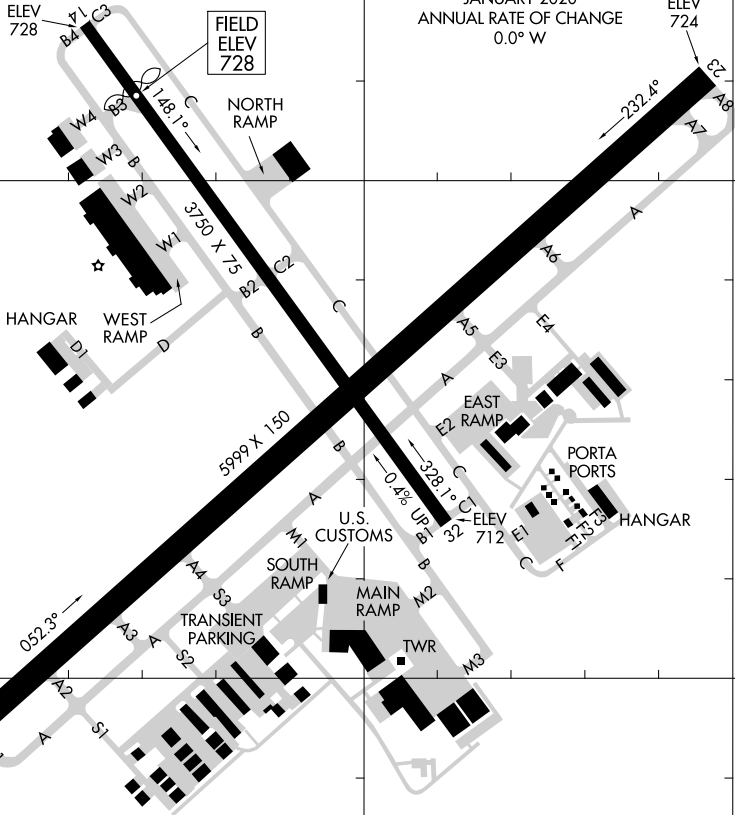 JANUARY 2020
ANNUAL RATE OF CHANGE
0.0° W
ELEV
728
14
C3
B4
FIELD
ELEV
728
ELEV
724
23
B3
148.1°
C
NORTH
RAMP
232.4°
A8
A7
W4
W3
B
W2
W1
3750 X 75
A
A6
C2
B2
C
HANGAR
WEST
RAMP
D1
D
B
A5
E4
E3
A
EAST
RAMP
E2
5999 X 150
B
PORTA
PORTS
C
328.1°
0.4% UP
C1
A
M1
U.S.
CUSTOMS
B1
32
ELEV
712
E1
F3
F2
F1
HANGAR
C
F
B
A4
S3
SOUTH
RAMP
MAIN
RAMP
M2
052.3°
A3
A
TRANSIENT
PARKING
S2
TWR
M3
A2
A
S1